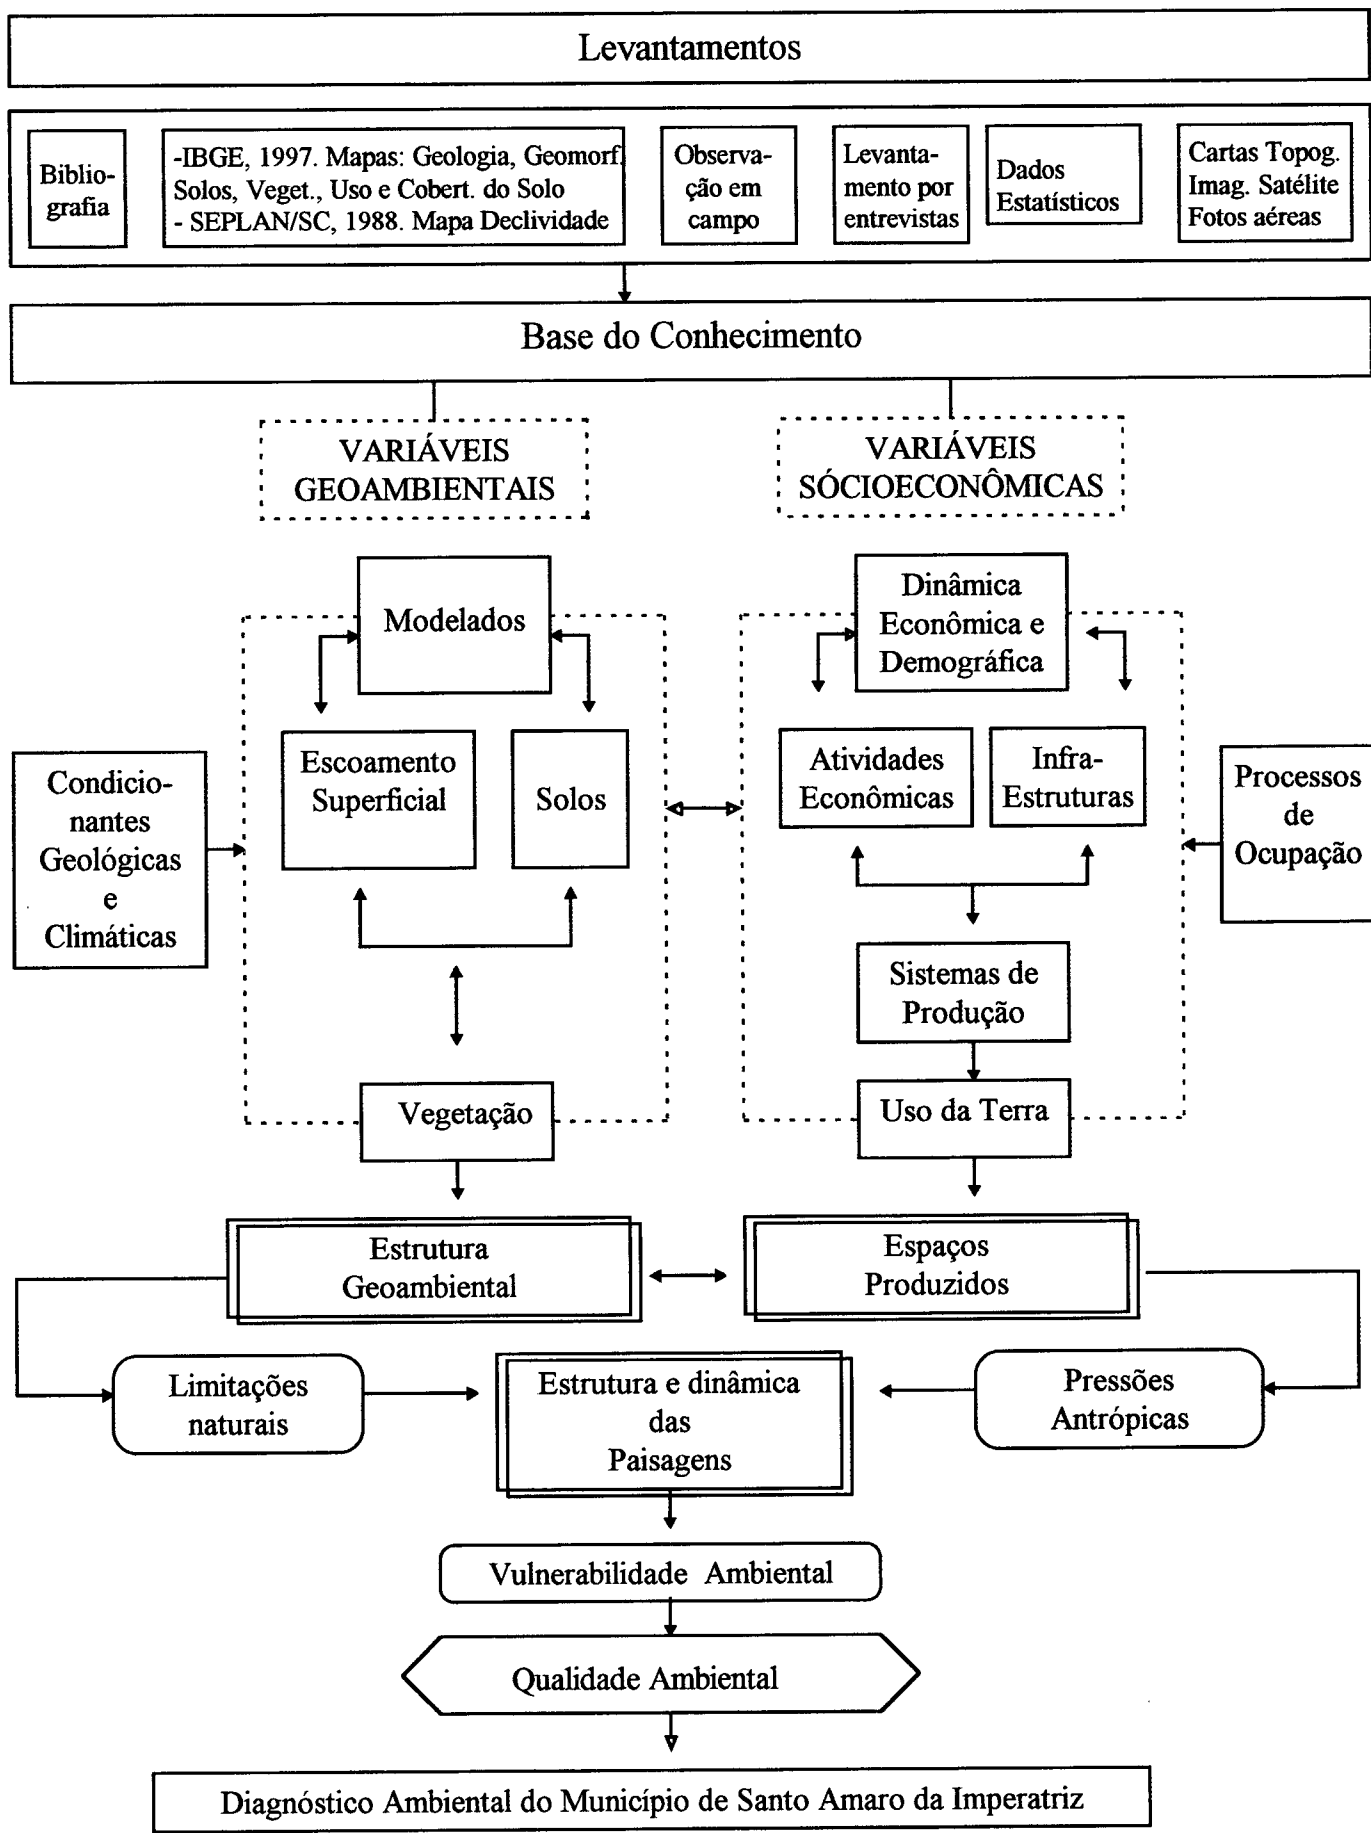 Levantamentos
Biblio-
grafia
-IBGE, 1997. Mapas: Geologia, Geomorf.
Solos, Veget., Uso e Cobert. do Solo
- SEPLAN/SC, 1988. Mapa Declividade
Observa-
ção em
campo
Levanta-
mento por
entrevistas
Dados
Estatísticos
Cartas Topog.
Imag. Satélite
Fotos aéreas
Base do Conhecimento
VARIÁVEIS
GEOAMBIENTAIS
VARIÁVEIS
SÓCIOECONÔMICAS
Modelados
Dinâmica
Econômica e
Demográfica
Condicio-
nantes
Geológicas
e
Climáticas
Escoamento
Superficial
Solos
Atividades
Econômicas
Infra-
Estruturas
Processos
de
Ocupação
Sistemas de
Produção
Vegetação
Uso da Terra
Estrutura
Geoambiental
Espaços
Produzidos
Limitações
naturais
Estrutura e dinâmica
das
Paisagens
Pressões
Antrópicas
Vulnerabilidade Ambiental
Qualidade Ambiental
Diagnóstico Ambiental do Município de Santo Amaro da Imperatriz